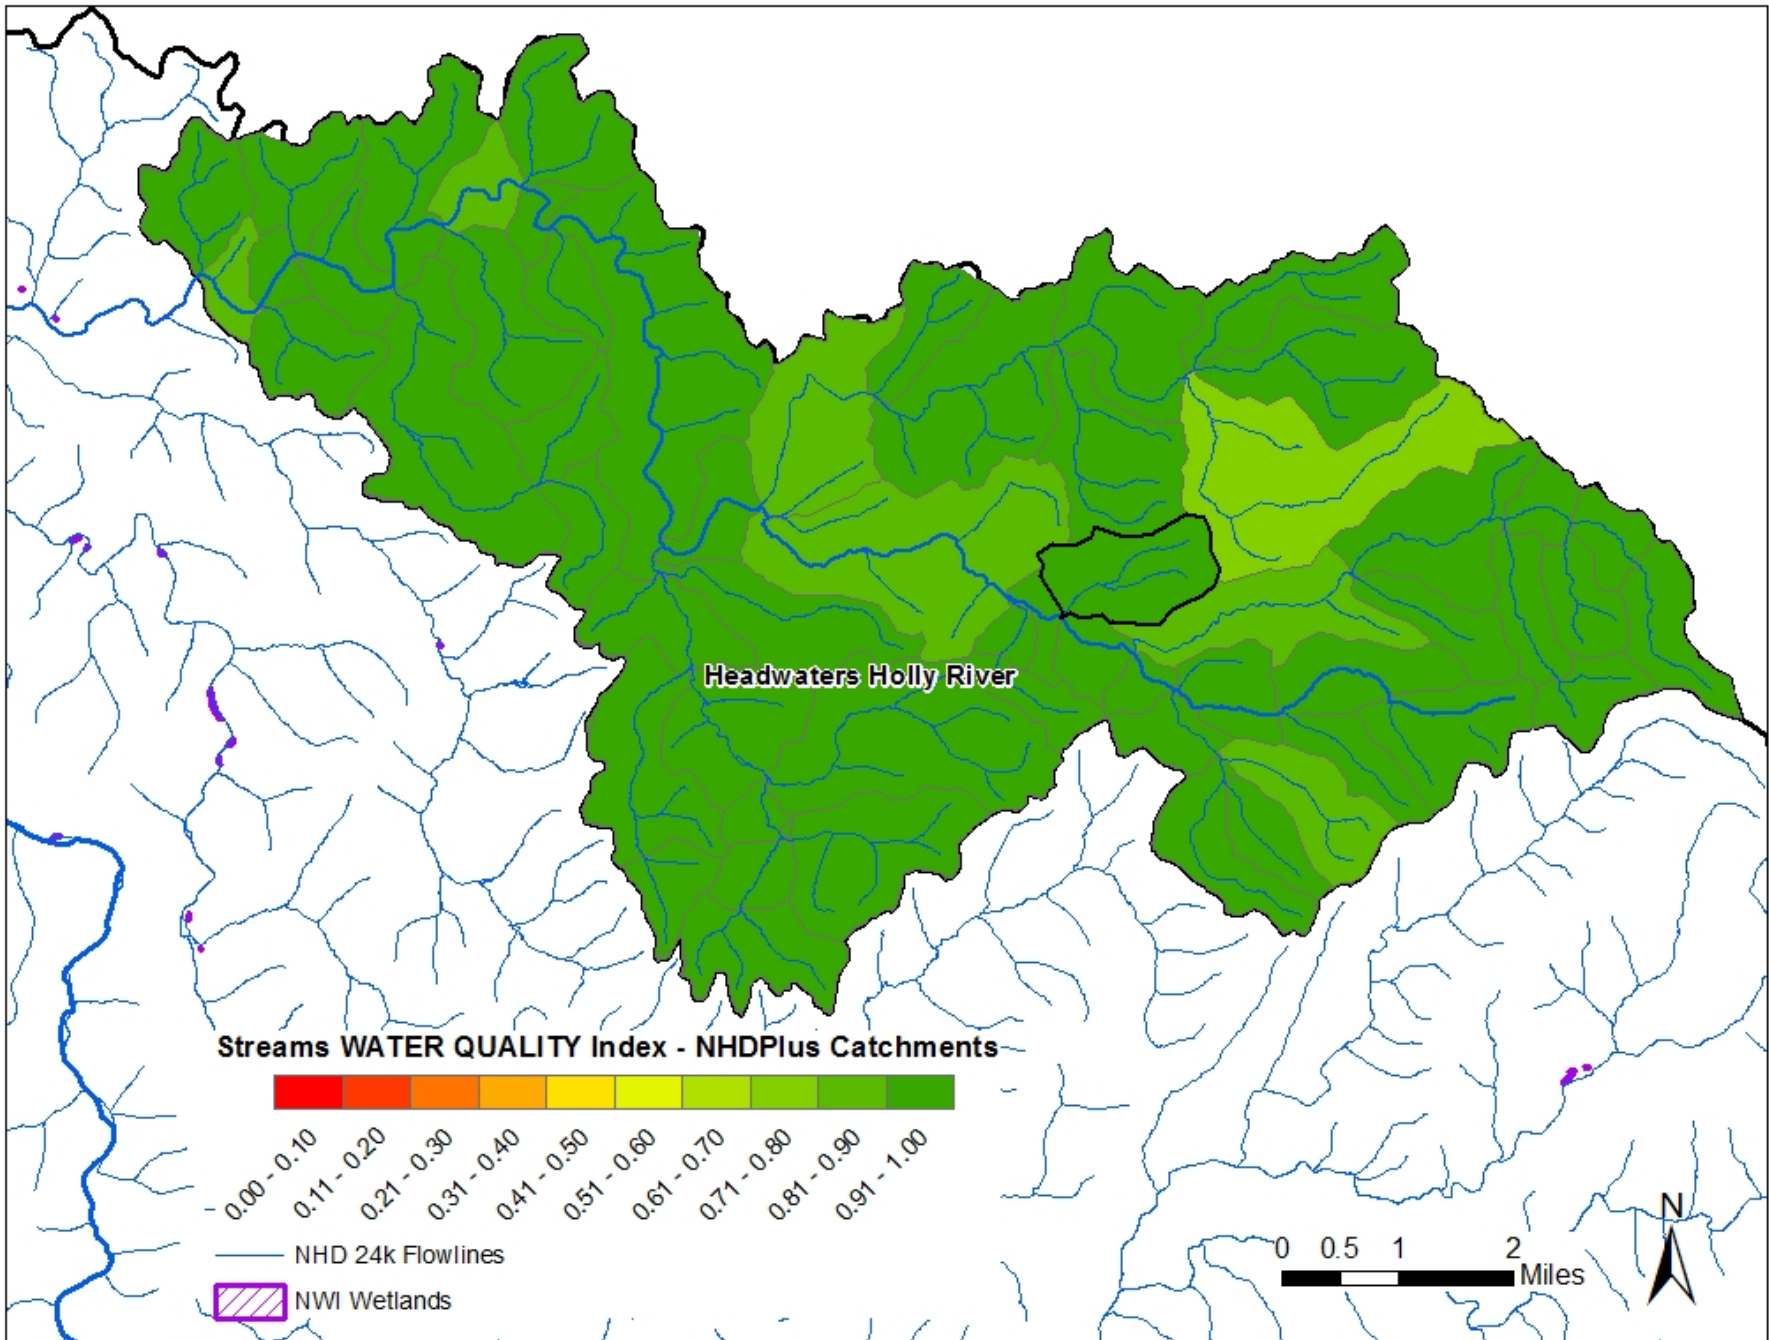 Headwaters Holly River
Streams WATER QUALITY Index - NHDPlus Catchments
0.00 - 0.10
0.11 - 0.20
0.21 - 0.30
0.31 - 0.40
0.41 - 0.50
0.51 - 0.60
0.61 - 0.70
0.71 - 0.80
0.81 - 0.90
0.91 - 1.00
NHD 24k Flowlines
NWI Wetlands
0 0.5 1 2
Miles
N